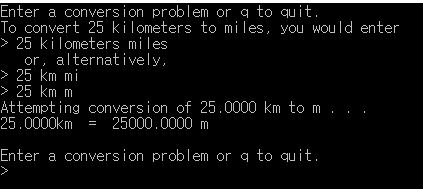 Enter a conversion problem or q to quit.
To convert 25 kilometers to miles, you would enter
> 25 kilometers miles
or, alternatively,
> 25 km mi
> 25 km m
Attempting conversion of 25.0000 km to m . . .
25.0000km = 25000.0000 m
Enter a conversion problem or q to quit.
>